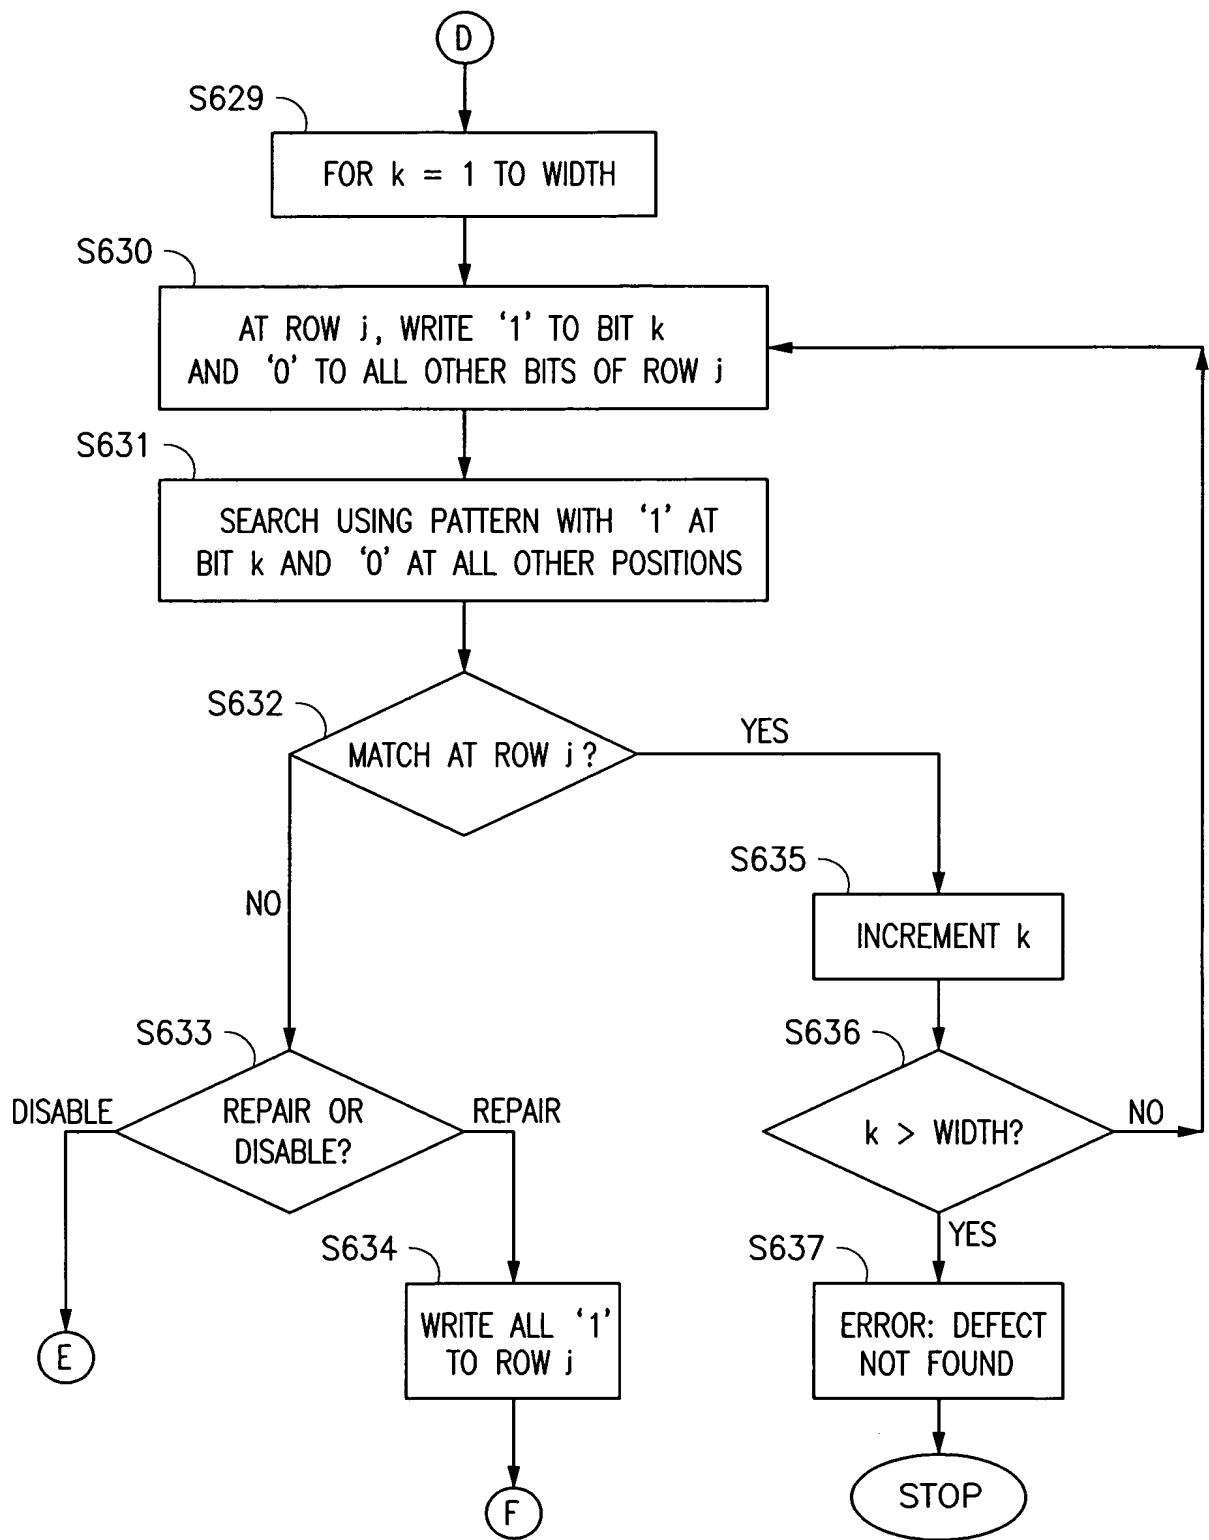 D
S629
FOR k = 1 TO WIDTH
S630
AT ROW j, WRITE ‘1’ TO BIT k
AND ‘0’ TO ALL OTHER BITS OF ROW j
S631
SEARCH USING PATTERN WITH ‘1’ AT
BIT k AND ‘0’ AT ALL OTHER POSITIONS
S632
MATCH AT ROW j?
YES
NO
S635
INCREMENT k
S633
REPAIR OR
DISABLE?
DISABLE
REPAIR
S636
k > WIDTH?
NO
YES
S634
WRITE ALL ‘1’
TO ROW j
S637
ERROR: DEFECT
NOT FOUND
E
F
STOP